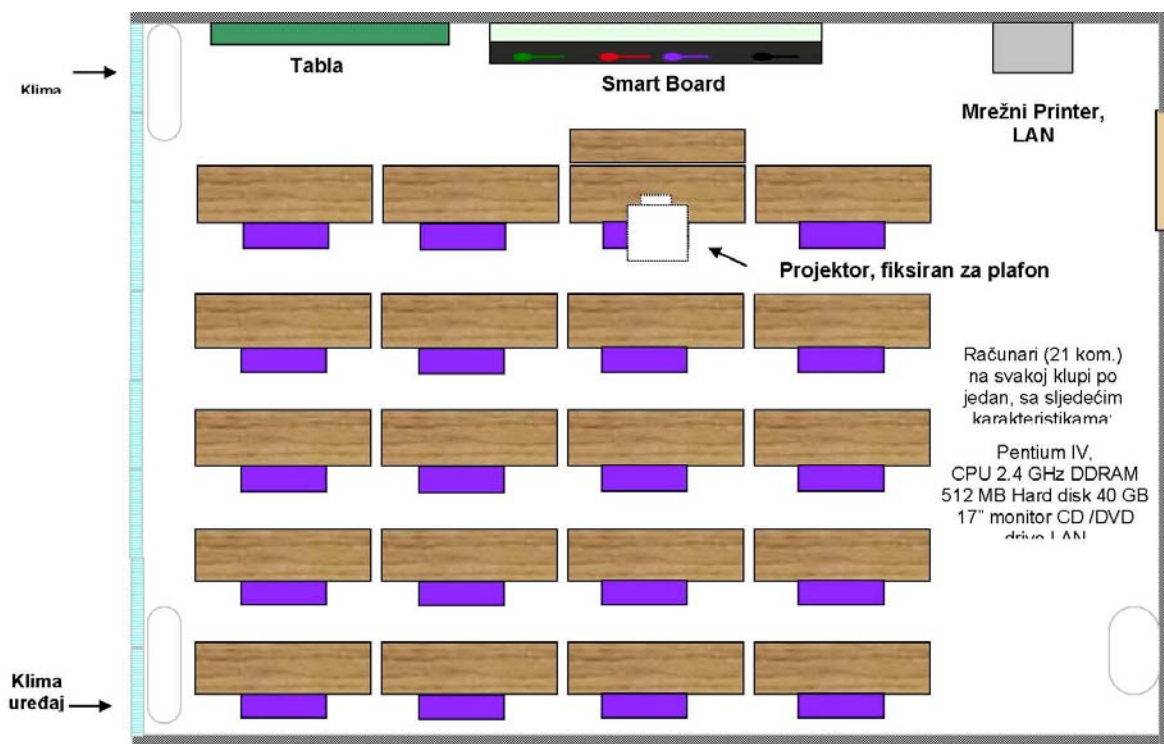 Tabla
Smart Board
Klima
Mrežni Printer,
LAN
Projektor, fiksiran za plafon
Računari (21 kom.)
na svakoj klupi po
jedan, sa sljedećim
karakteristikama:
Pentium IV,
CPU 2.4 GHz DDRAM
512 MB Hard disk 40 GB
17" monitor CD /DVD
drive LAN
Klima
uređaj